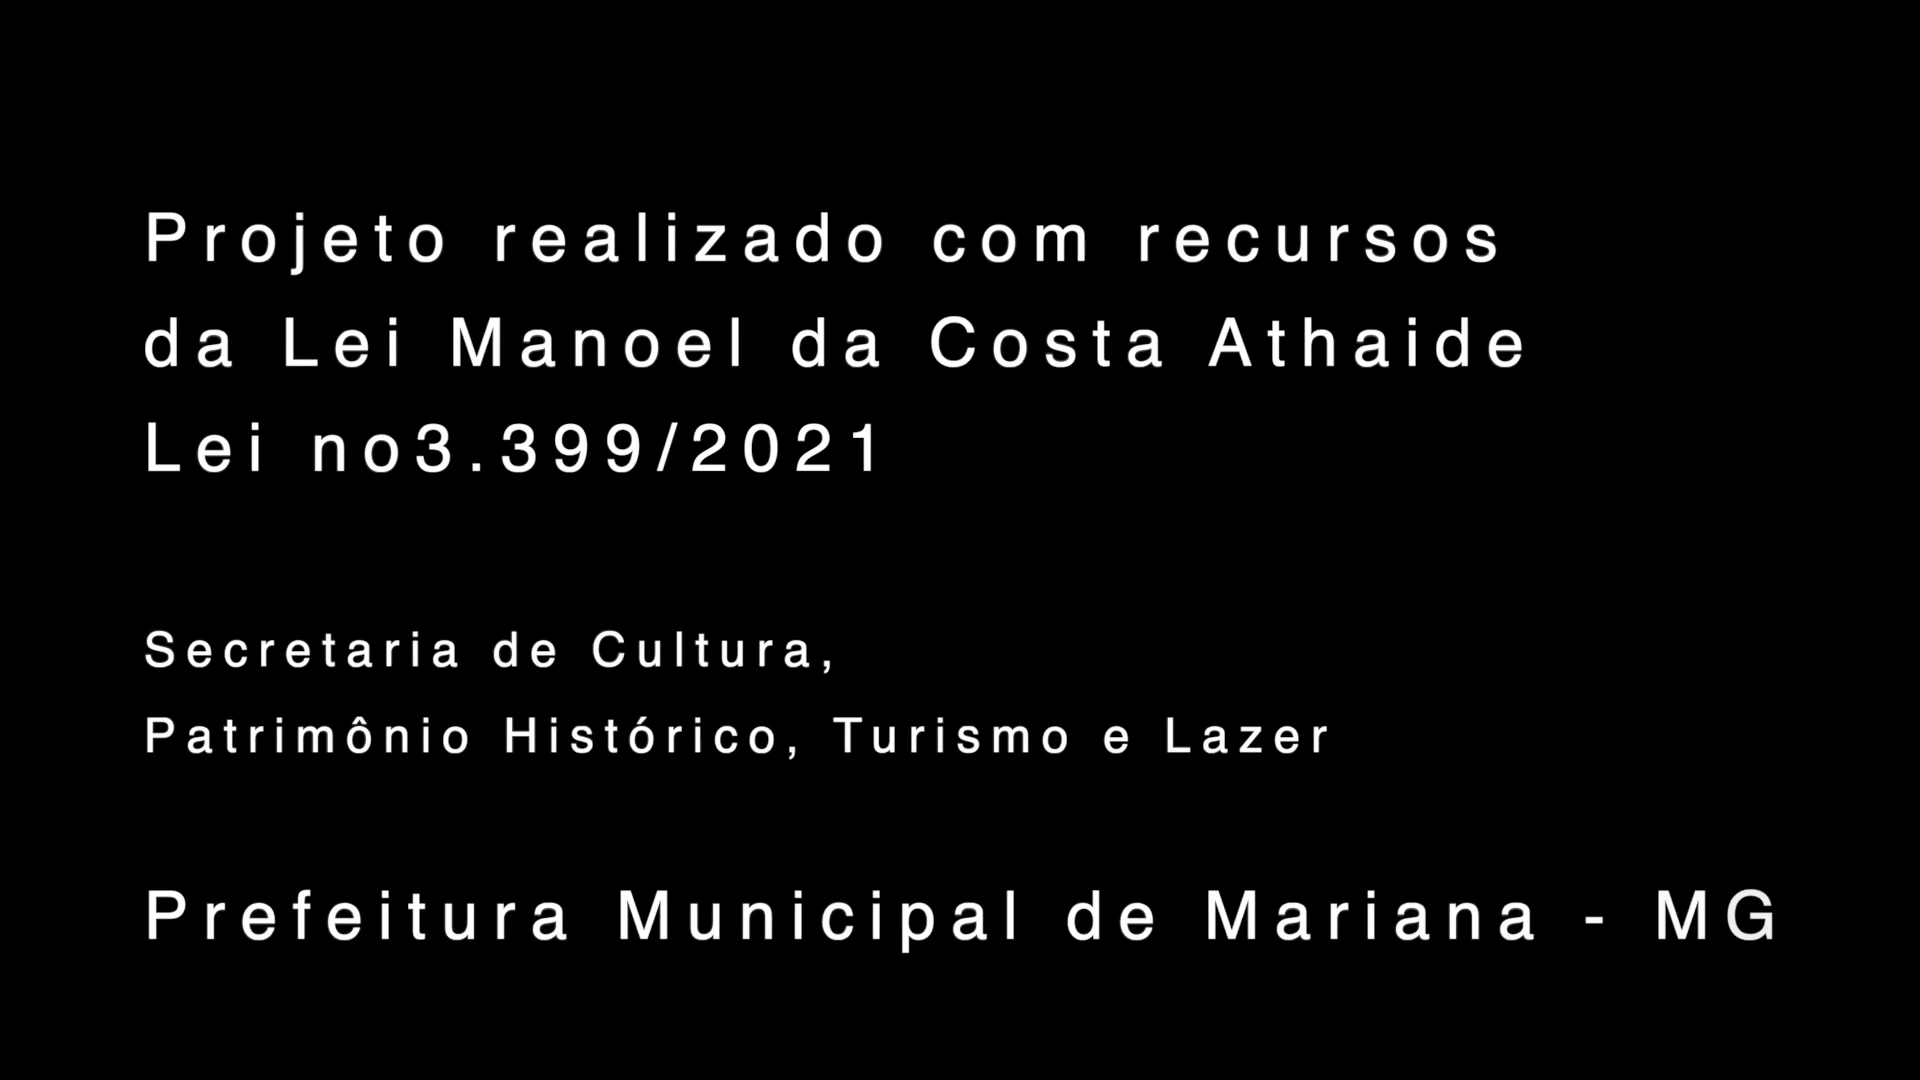 Projeto realizado com recursos
da Lei Manoel da Costa Athaide
Lei no3.399/2021
Secretaria de Cultura,
Patrimônio Histórico, Turismo e Lazer
Prefeitura Municipal de Mariana - MG